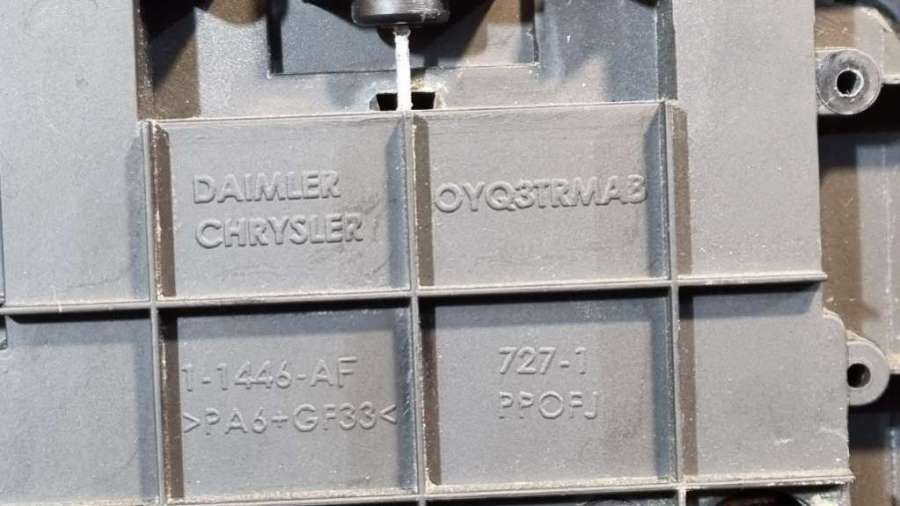 DAIMLER
CHRYSLER
OYQ3TRMAB
1-1446-AF
>PA6+GF33<
727-1
PPOFJ